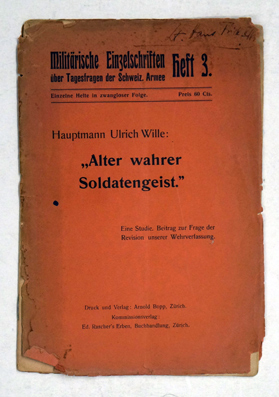 Militärische Einzelschriften
über Tagesfragen der Schweiz. Armee
Heft 3.
Einzelne Hefte in zwangloser Folge.
Preis 60 Cts.
Hauptmann Ulrich Wille:
„Alter wahrer
Soldatengeist."
Eine Studie. Beitrag zur Frage der
Revision unserer Wehrverfassung.
Druck und Verlag: Arnold Bopp, Zürich.
Kommissionsverlag:
Ed. Rascher's Erben, Buchhandlung, Zürich.